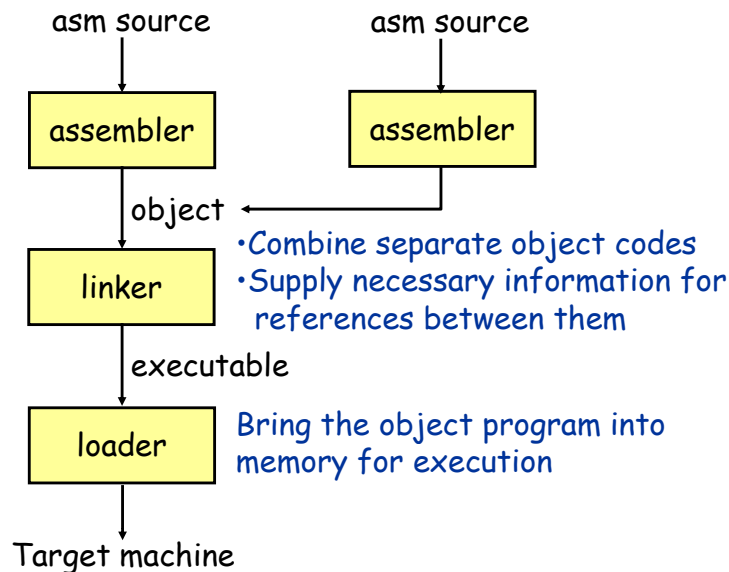 asm source
asm source
assembler
assembler
object
•Combine separate object codes
•Supply necessary information for
references between them
linker
executable
loader
Bring the object program into
memory for execution
Target machine